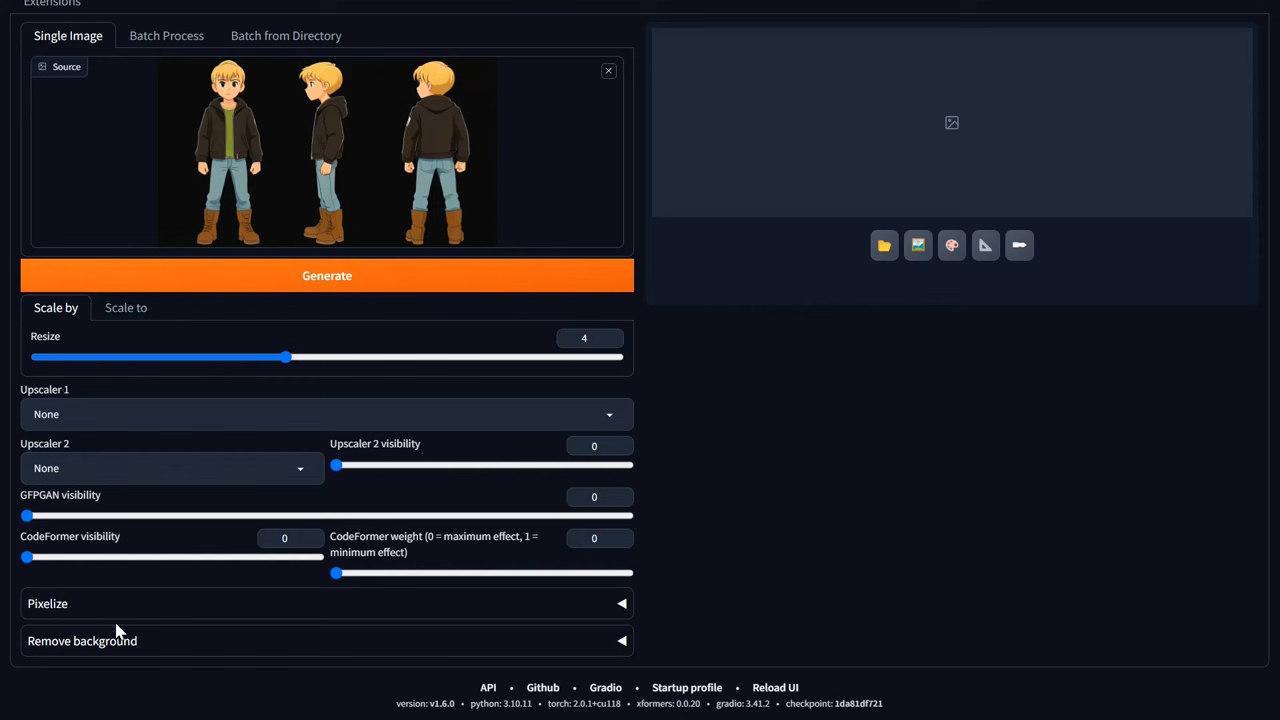 Extensions
Single Image Batch Process Batch from Directory
Source
Generate
Scale by Scale to
Resize 4
Upscaler 1
None
Upscaler 2 Upscaler 2 visibility 0
None
GFPGAN visibility 0
CodeFormer visibility 0 CodeFormer weight (0 = maximum effect, 1 = 0
minimum effect)
Pixelize
Remove background
API • Github • Gradio • Startup profile • Reload UI
version: v1.6.0 • python: 3.10.11 • torch: 2.0.1+cu118 • xformers: 0.0.20 • gradio: 3.41.2 • checkpoint: 1da81df721